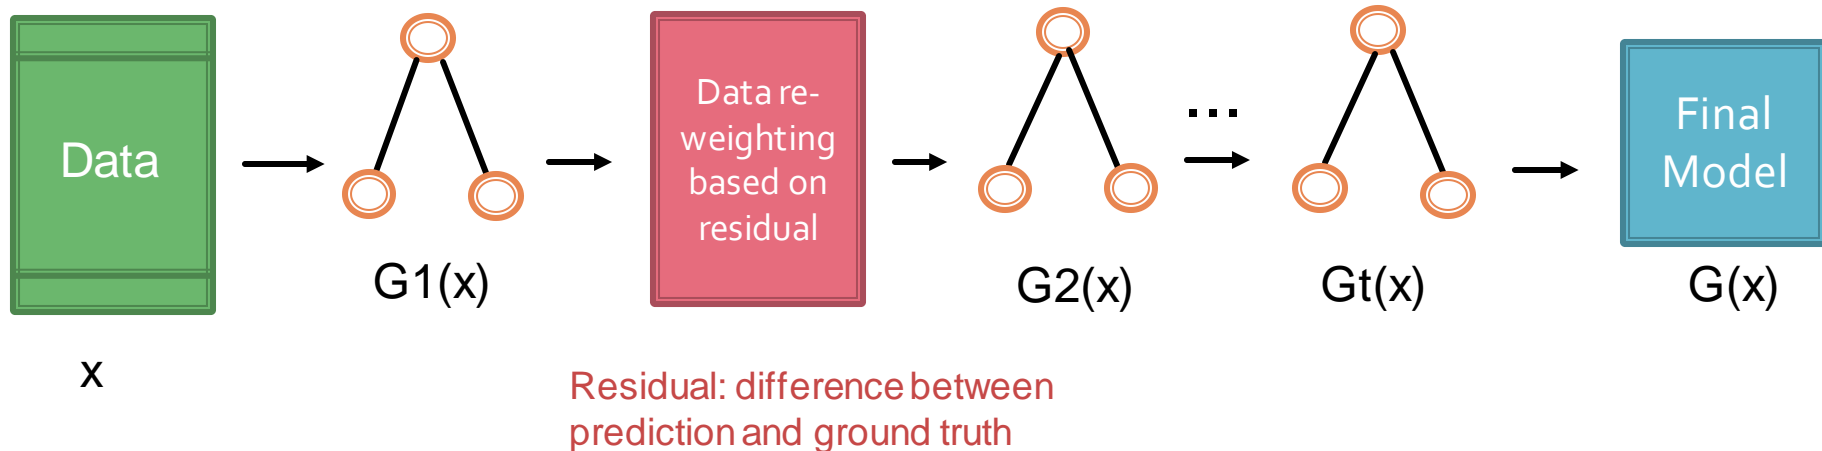 Data
x
G1(x)
Data re-
weighting
based on
residual
Residual: difference between
prediction and ground truth
G2(x)
...
Gt(x)
Final
Model
G(x)